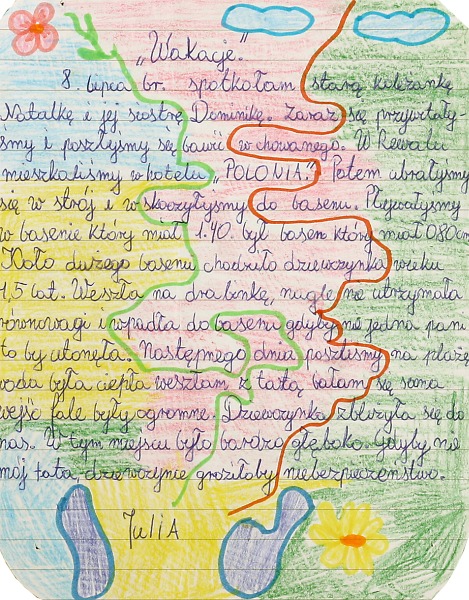 „Wakacje."
8. lipca br. spotkałam starą koleżankę
Natalkę i jej siostrę Dominikę. Zaraz się przywitały-
śmy i poszłyśmy się bawić w chowanego. W Rewalu
mieszkaliśmy w hotelu „POLONIA." Potem ubrałyśmy
się w strój i w skoczyłyśmy do basenu. Pływałyśmy
w basenie który miał 1.40. był basen który miał 0,80cm
Koło dużego basenu chodziło dziewczynka wieku
1,5 lat. Weszła na drabinkę, nagle nie utrzymała
równowagi i wpadła do basenu gdyby nie jedna pani
to by utonęła. Następnego dnia poszliśmy na plażę
woda była ciepła weszłam z tatą bałam się sama
wejść fale były ogromne. Dziewczynka zbliżyła się do
nas. W tym miejscu było bardzo głęboko. Gdyby nie
mój tata, dziewczynie groziłoby niebezpieczeństwo.
JuliA